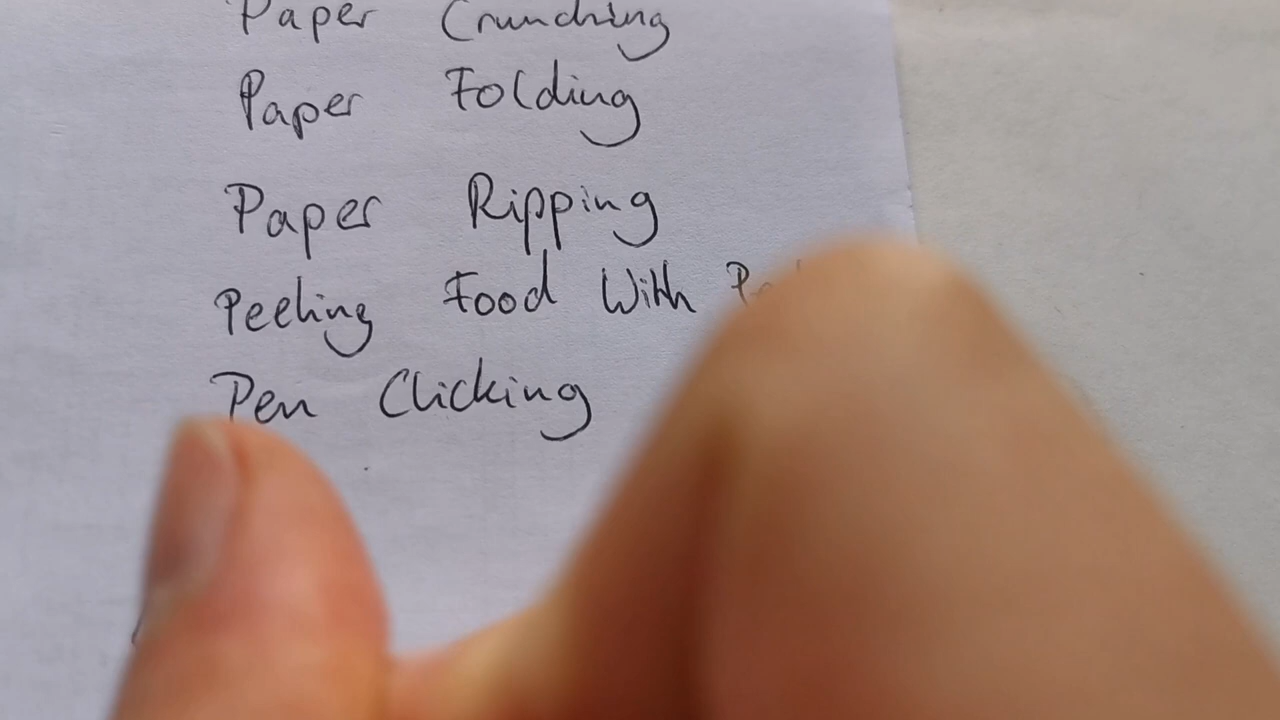 Paper Crunching
Paper Folding
Paper Ripping
Peeling Food With
Pen Clicking